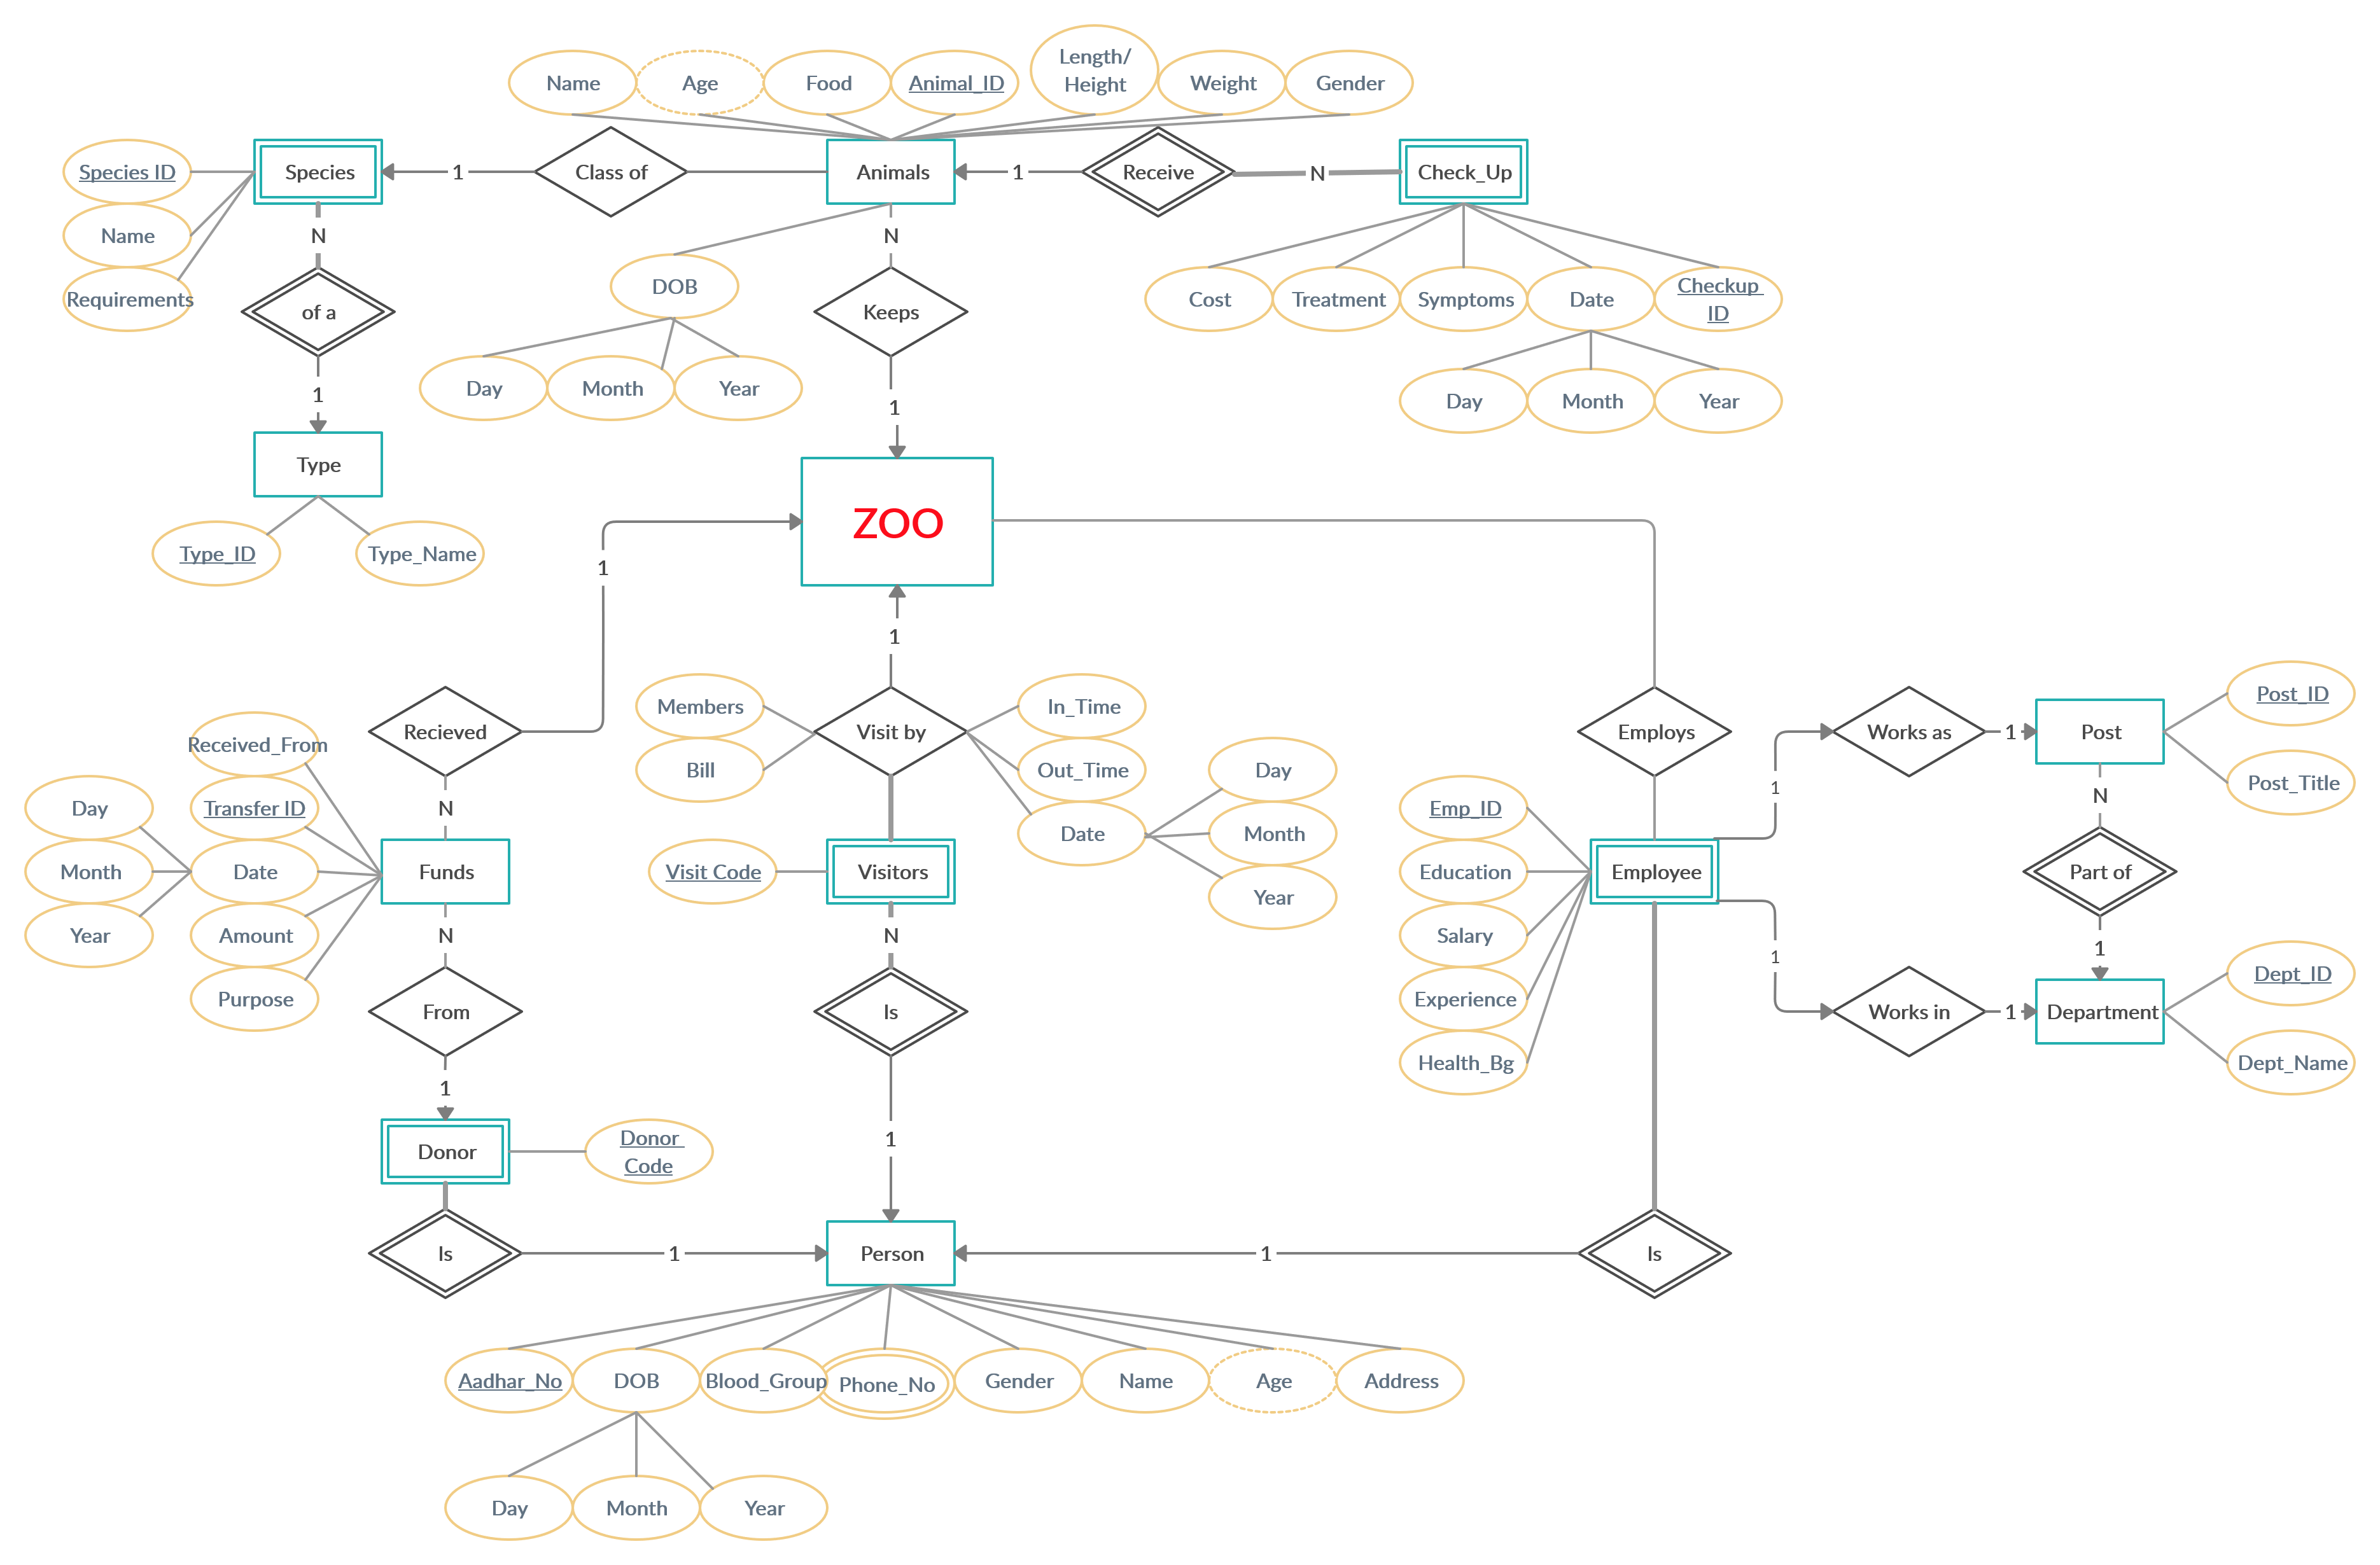 Name
Age
Food
Animal_ID
Length/
Height
Weight
Gender
Species ID
Species
1
Class of
Animals
1
Receive
N
Check_Up
Name
N
N
Requirements
of a
DOB
Keeps
Cost
Treatment
Symptoms
Date
Checkup
ID
1
Day
Month
Year
1
Day
Month
Year
Type
ZOO
Type_ID
Type_Name
1
1
Received_From
Recieved
Members
Visit by
In_Time
Employs
Works as
1
Post
Post_ID
Bill
Out_Time
Day
1
Post_Title
Day
Transfer ID
N
Date
Month
Emp_ID
N
Month
Date
Funds
Visit Code
Visitors
Year
Education
Employee
Part of
Year
Amount
N
N
Salary
1
1
Purpose
From
Is
Experience
Works in
1
Department
Dept_ID
Health_Bg
Dept_Name
1
1
Donor
Donor
Code
Is
1
Person
1
Is
Aadhar_No
DOB
Blood_Group
Phone_No
Gender
Name
Age
Address
Day
Month
Year